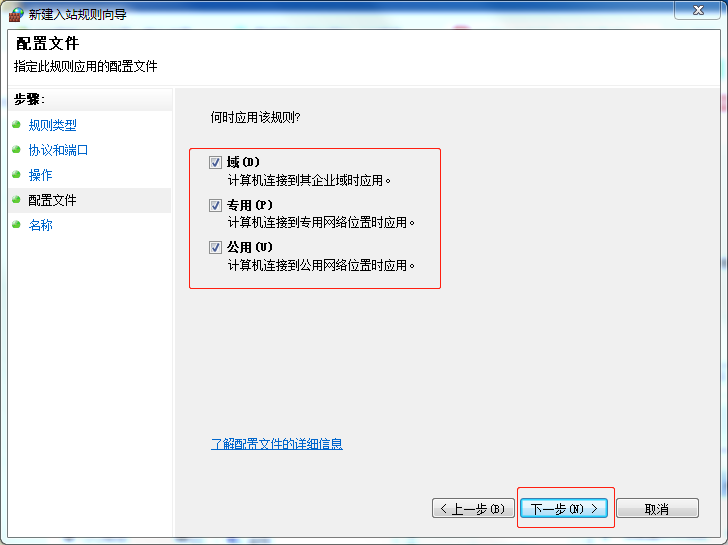 新建入站规则向导
配置文件
指定此规则应用的配置文件
步骤:
规则类型
协议和端口
操作
配置文件
名称
何时应用该规则?
域(D)
计算机连接到其企业域时应用。
专用(P)
计算机连接到专用网络位置时应用。
公用(U)
计算机连接到公用网络位置时应用。
了解配置文件的详细信息
< 上一步(B) 下一步(N) > 取消